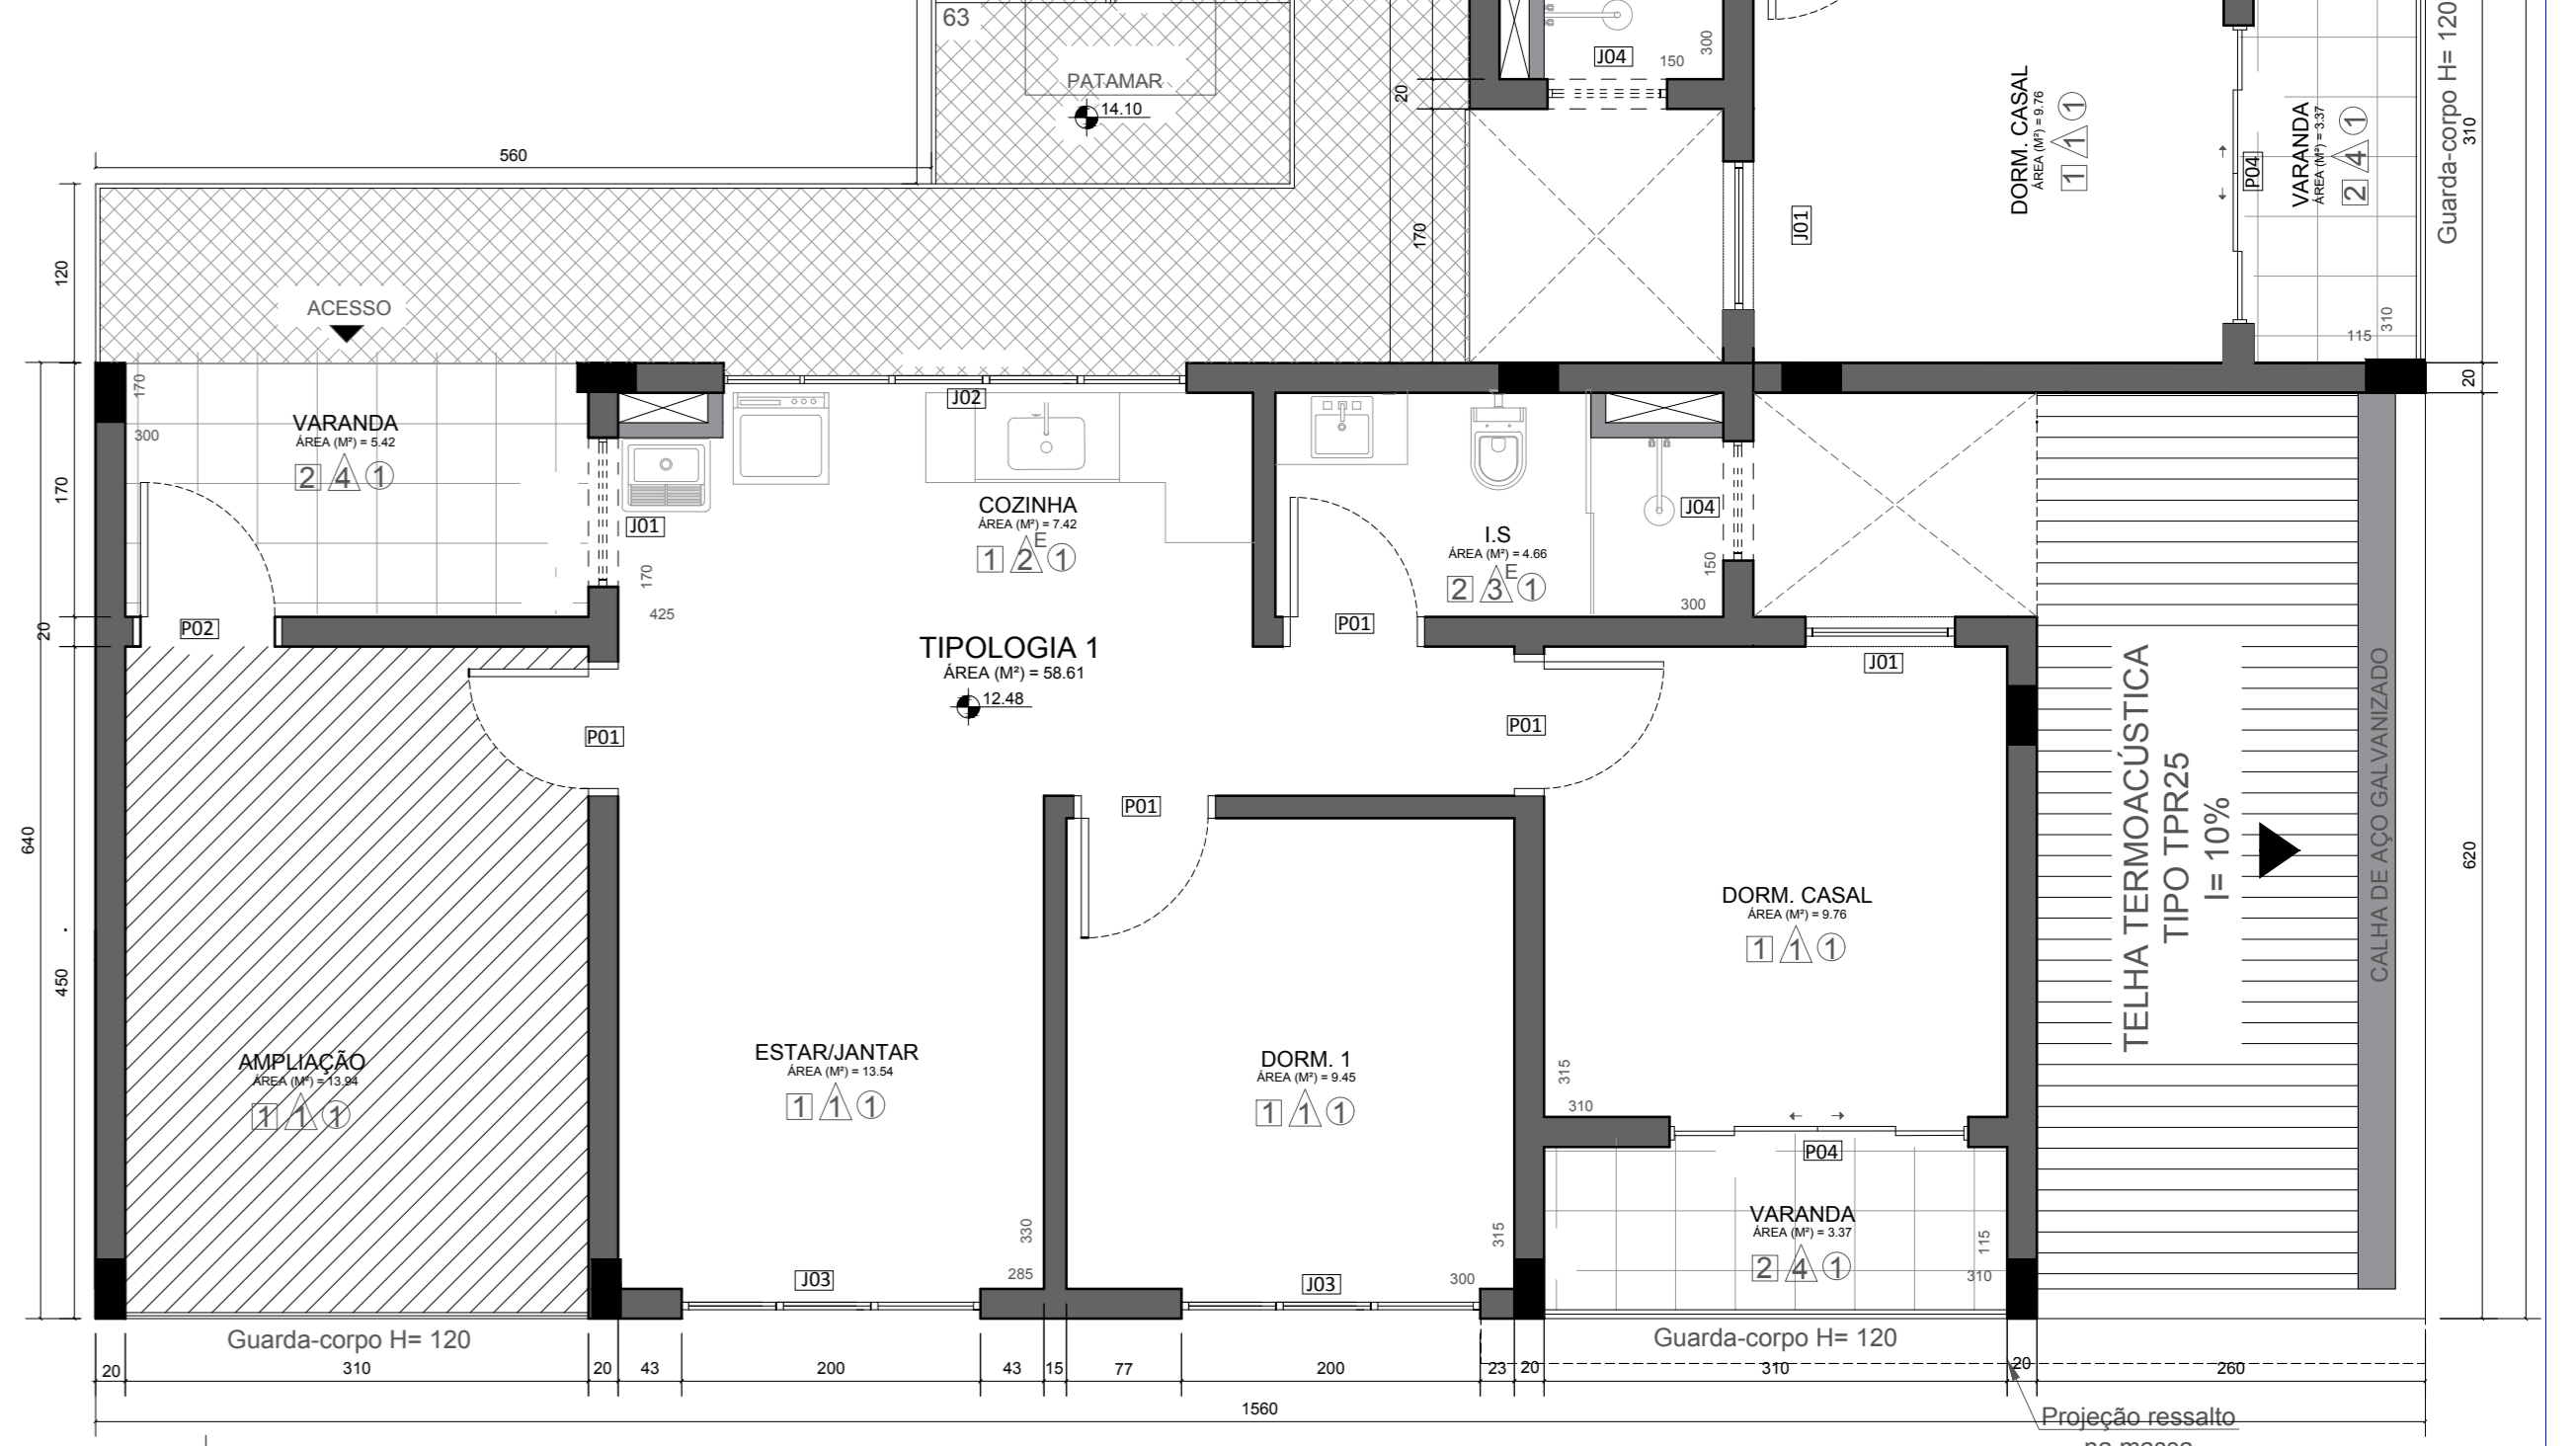 63
PATAMAR
14.10
J04
150
300
20
170
560
120
ACESSO
J01
DORM. CASAL
ÁREA (M²) = 9.76
1 1 1
P04
VARANDA
ÁREA (M²) = 3.37
2 4 1
Guarda-corpo H= 120
310
310
115
20
170
300
VARANDA
ÁREA (M²) = 5.42
2 4 1
170
20
P02
J01
170
425
J02
COZINHA
ÁREA (M²) = 7.42
E
1 2 1
TIPOLOGIA 1
ÁREA (M²) = 58.61
12.48
I.S
ÁREA (M²) = 4.66
E
2 3 1
P01
J04
150
300
J01
P01
P01
P01
640
450
620
TELHA TERMOACÚSTICA
TIPO TPR25
I= 10%
CALHA DE AÇO GALVANIZADO
DORM. CASAL
ÁREA (M²) = 9.76
1 1 1
AMPLIAÇÃO
ÁREA (M²) = 13.94
1 1 1
ESTAR/JANTAR
ÁREA (M²) = 13.54
1 1 1
DORM. 1
ÁREA (M²) = 9.45
1 1 1
315
310
P04
VARANDA
ÁREA (M²) = 3.37
2 4 1
115
310
330
285
315
300
J03
J03
Guarda-corpo H= 120
Guarda-corpo H= 120
20 310 20 43 200 43 15 77 200 23 20 310 20 260
1560
Projeção ressalto